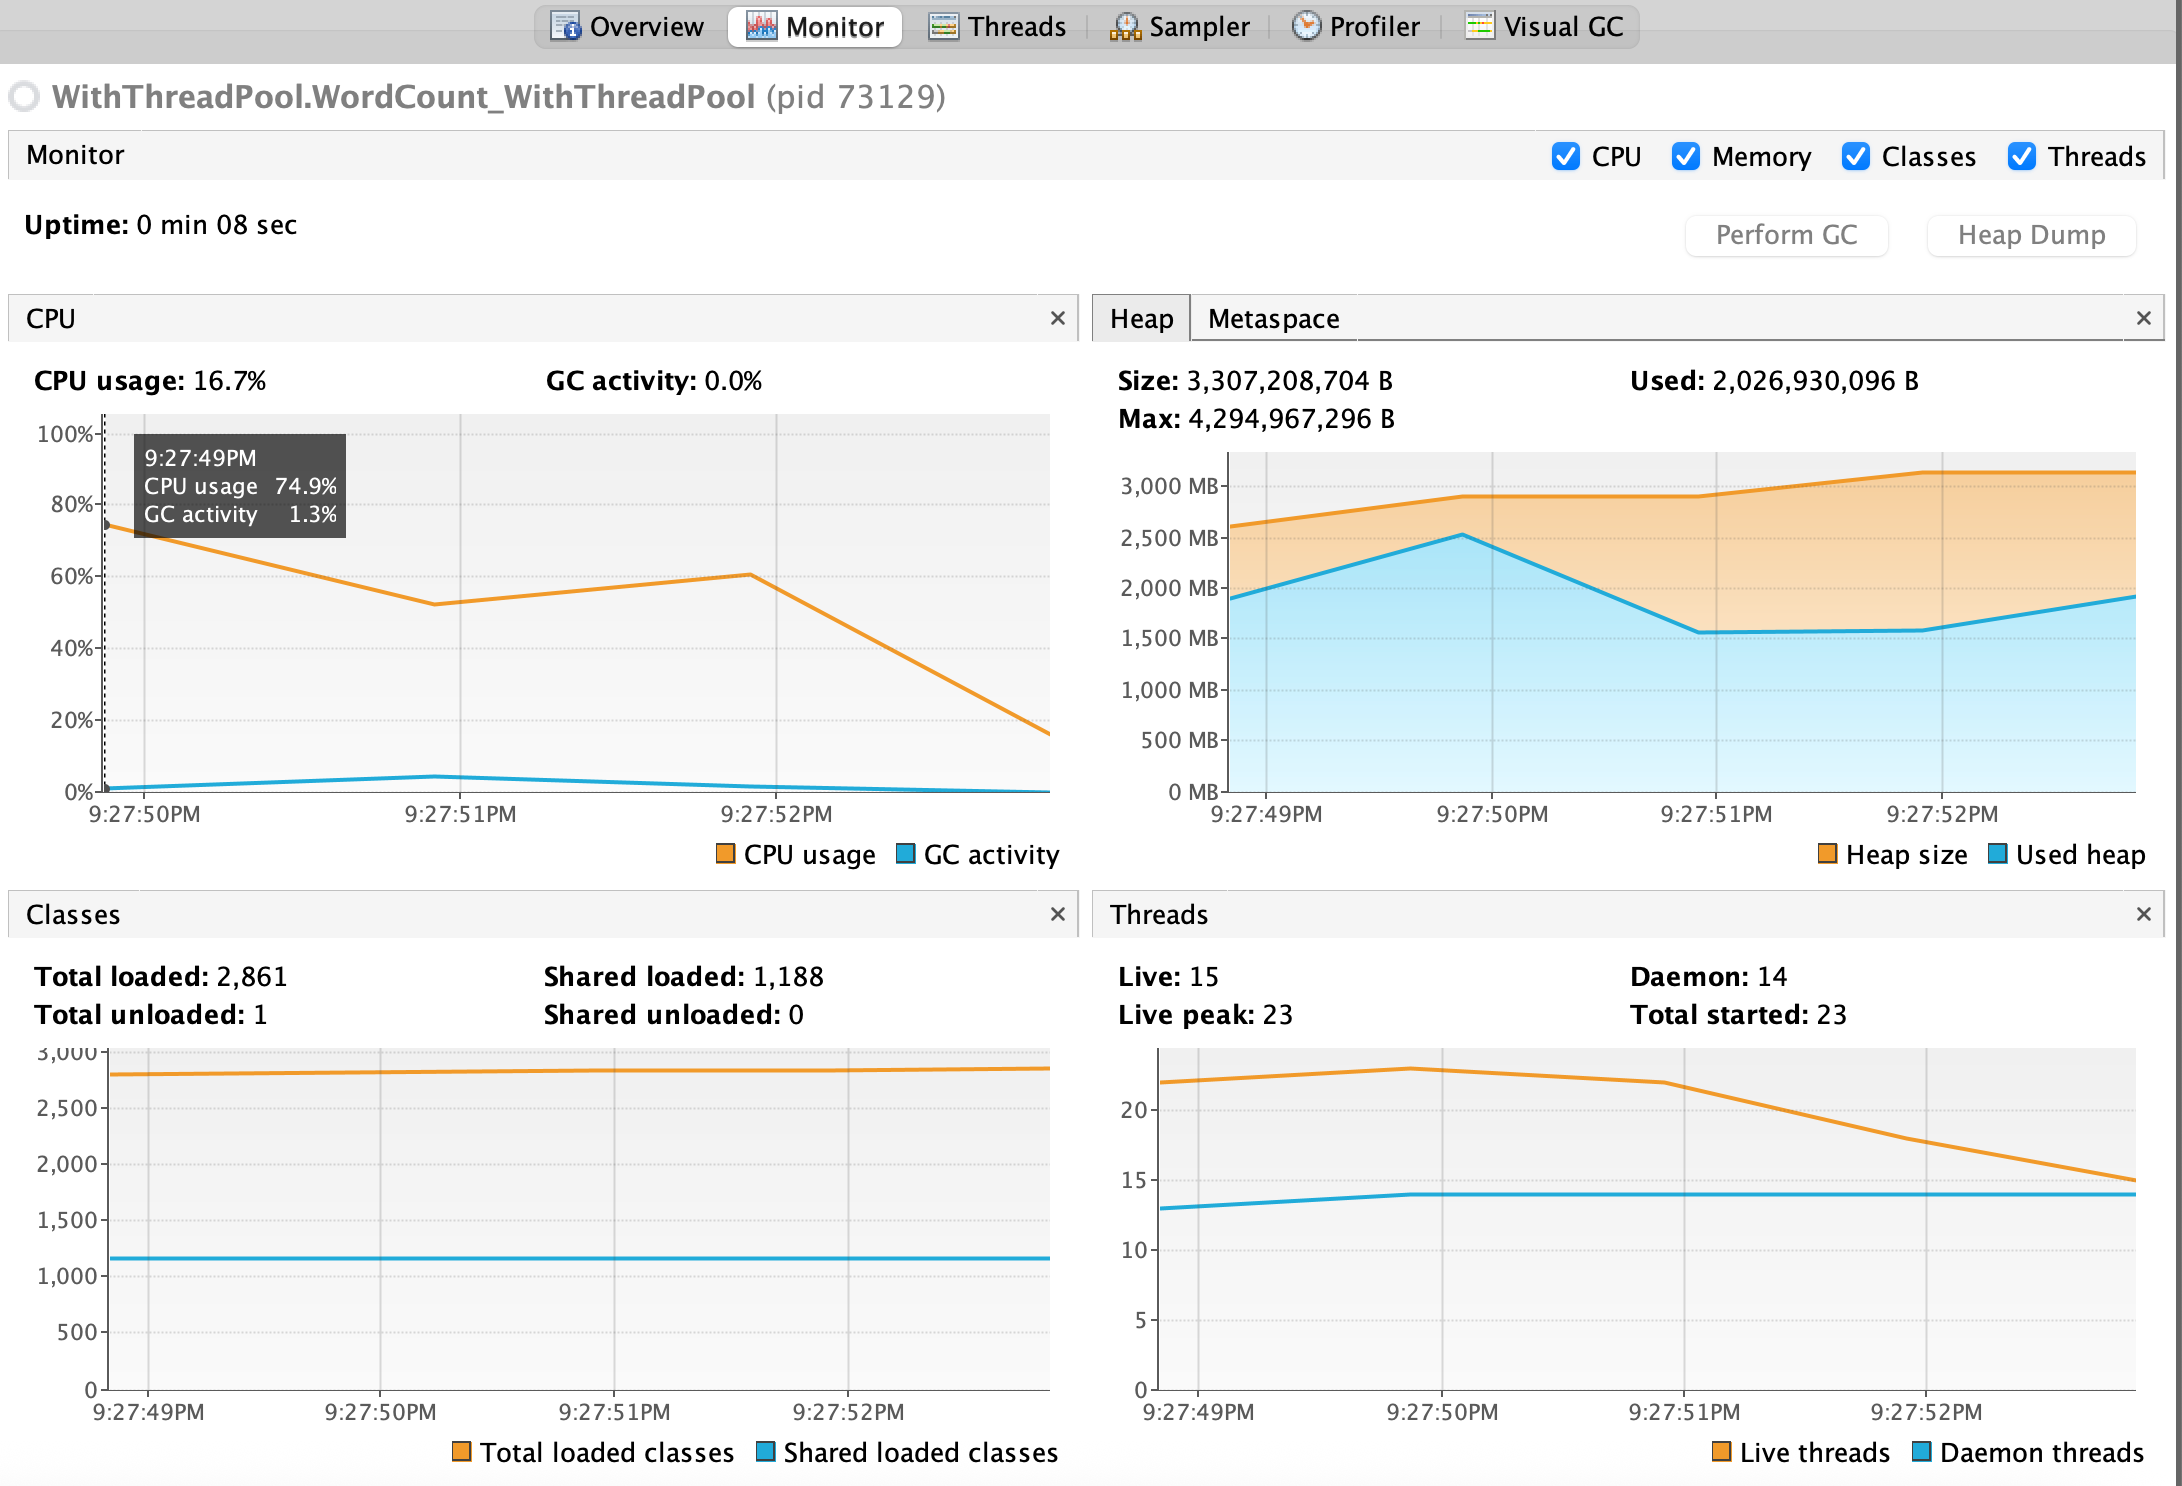 Overview Monitor Threads Sampler Profiler Visual GC
WithThreadPool.WordCount_WithThreadPool (pid 73129)
Monitor CPU Memory Classes Threads
Uptime: 0 min 08 sec
Perform GC Heap Dump
CPU
CPU usage: 16.7% GC activity: 0.0%
100%
80%
60%
40%
20%
0%
9:27:49PM
CPU usage 74.9%
GC activity 1.3%
9:27:50PM 9:27:51PM 9:27:52PM
CPU usage GC activity
Heap Metaspace
Size: 3,307,208,704 B Used: 2,026,930,096 B
Max: 4,294,967,296 B
3,000 MB
2,500 MB
2,000 MB
1,500 MB
1,000 MB
500 MB
0 MB
9:27:49PM 9:27:50PM 9:27:51PM 9:27:52PM
Heap size Used heap
Classes
Total loaded: 2,861 Shared loaded: 1,188
Total unloaded: 1 Shared unloaded: 0
3,000
2,500
2,000
1,500
1,000
500
0
9:27:49PM 9:27:50PM 9:27:51PM 9:27:52PM
Total loaded classes Shared loaded classes
Threads
Live: 15 Daemon: 14
Live peak: 23 Total started: 23
20
15
10
5
0
9:27:49PM 9:27:50PM 9:27:51PM 9:27:52PM
Live threads Daemon threads